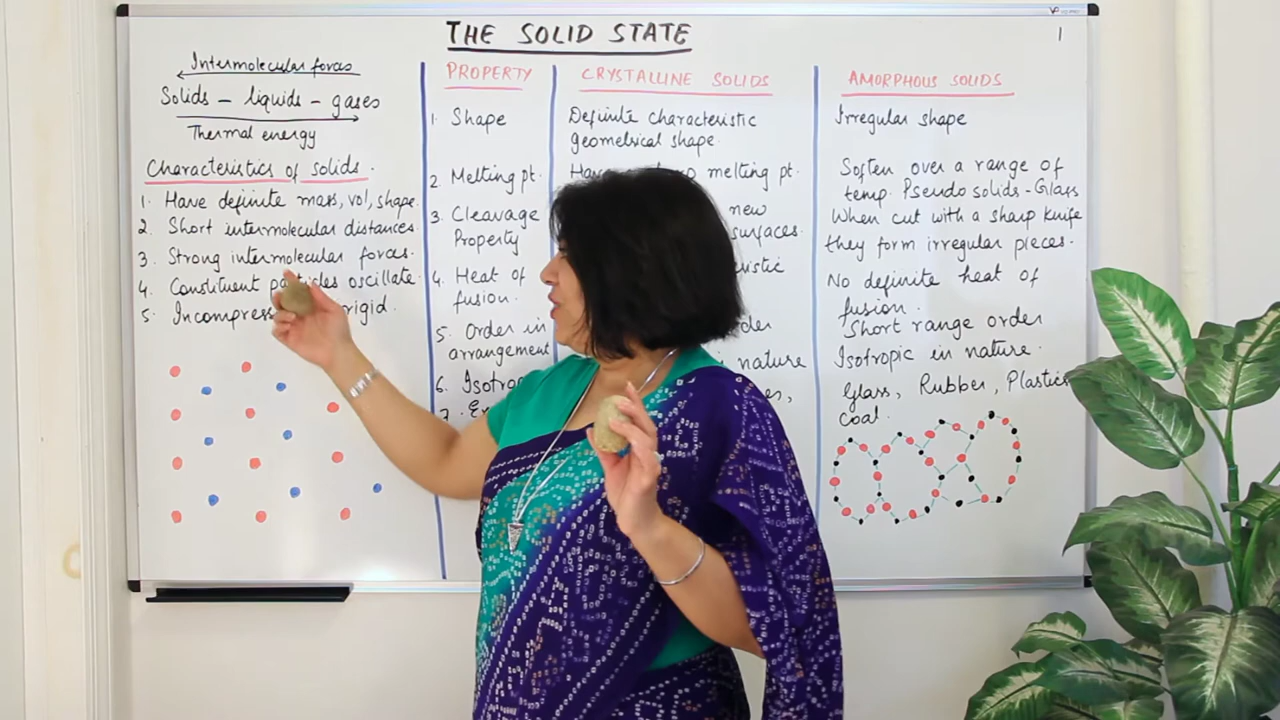 THE SOLID STATE
1
Intermolecular forces
Solids – liquids – gases
Thermal energy
Characteristics of solids.
1. Have definite mass, vol, shape.
2. Short intermolecular distances.
3. Strong intermolecular forces.
4. Constituent particles oscillate.
5. Incompress rigid.
PROPERTY
1. Shape
2. Melting pt.
3. Cleavage
Property
4. Heat of
fusion.
5. Order in
arrangement
6. Isotro
7. Ex
CRYSTALLINE SOLIDS
Definite characteristic
geometrical shape.
Have melting pt.
new
surfaces.
nature
AMORPHOUS SOLIDS
Irregular shape
Soften over a range of
temp. Pseudo solids - Glass
When cut with a sharp knife
they form irregular pieces.
No definite heat of
fusion.
Short range order
Isotropic in nature.
Glass, Rubber, Plastics
coal.